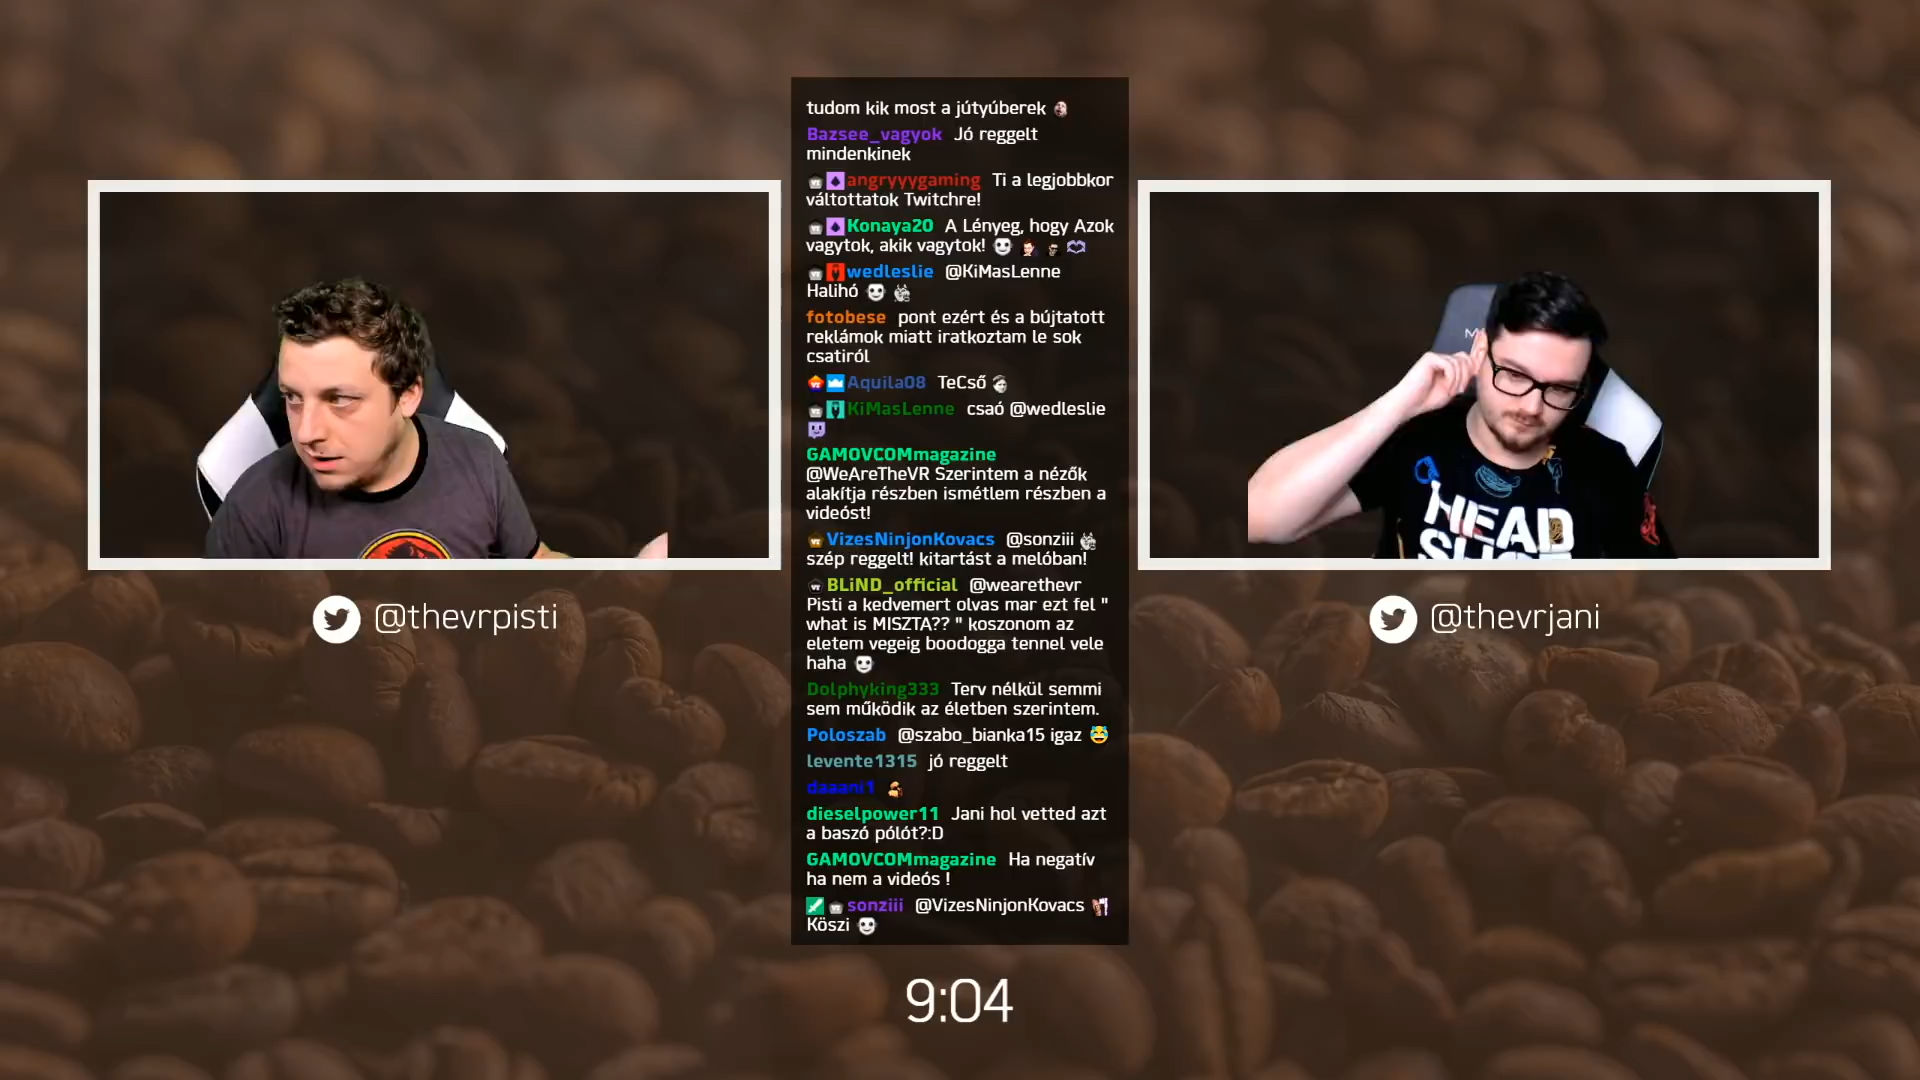 tudom kik most a jútyúberek
Bazsee_vagyok Jó reggelt
mindenkinek
angryyygaming Ti a legjobbkor
váltottatok Twitchre!
Konaya20 A Lényeg, hogy Azok
vagytok, akik vagytok!
wedleslie @KiMasLenne
Halihó
fotobese pont ezért és a bújtatott
reklámok miatt iratkoztam le sok
csatiról
Aquila08 TeCső
KiMasLenne csaó @wedleslie
GAMOVCOMmagazine
@WeAreTheVR Szerintem a nézők
alakítja részben ismétlem részben a
videóst!
VizesNinjonKovacs @sonziii
szép reggelt! kitartást a melóban!
BLiND_official @wearethevr
Pisti a kedvemert olvas mar ezt fel "
what is MISZTA?? " koszonom az
eletem vegeig boodogga tennel vele
haha
Dolphyking333 Terv nélkül semmi
sem működik az életben szerintem.
Poloszab @szabo_bianka15 igaz
levente1315 jó reggelt
daaani1
dieselpower11 Jani hol vetted azt
a baszó pólót?:D
GAMOVCOMmagazine Ha negatív
ha nem a videós !
sonziii @VizesNinjonKovacs
Köszi
@thevrpisti
HEAD
@thevrjani
9:04